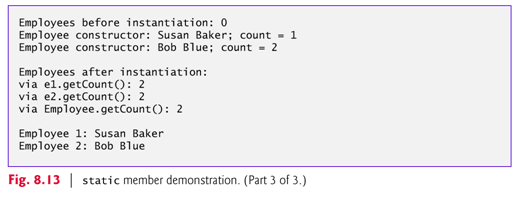 Employees before instantiation: 0
Employee constructor: Susan Baker; count = 1
Employee constructor: Bob Blue; count = 2
Employees after instantiation:
via e1.getCount(): 2
via e2.getCount(): 2
via Employee.getCount(): 2
Employee 1: Susan Baker
Employee 2: Bob Blue
Fig. 8.13 | static member demonstration. (Part 3 of 3.)